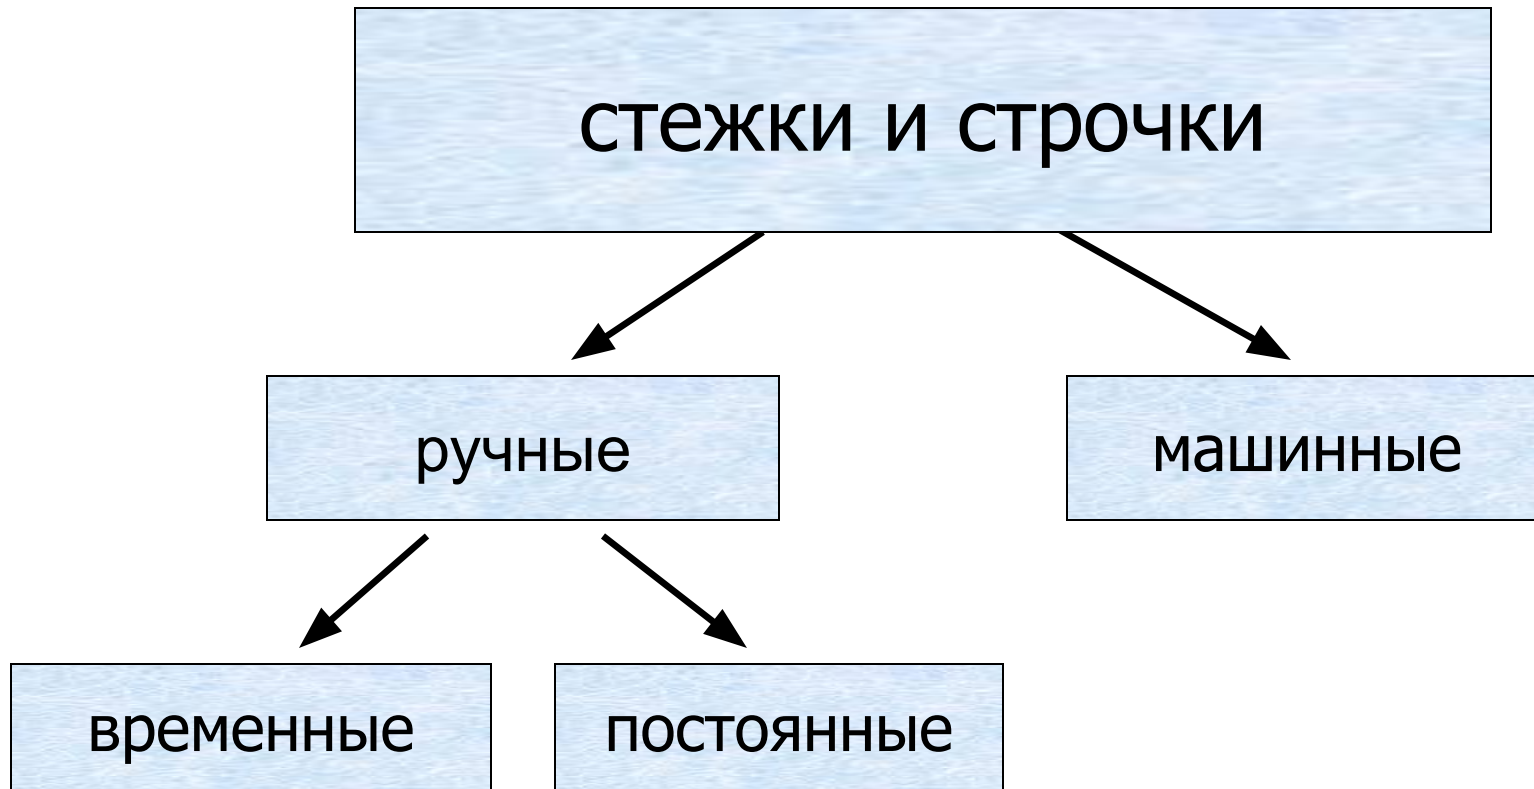 стежки и строчки
ручные
машинные
временные
постоянные